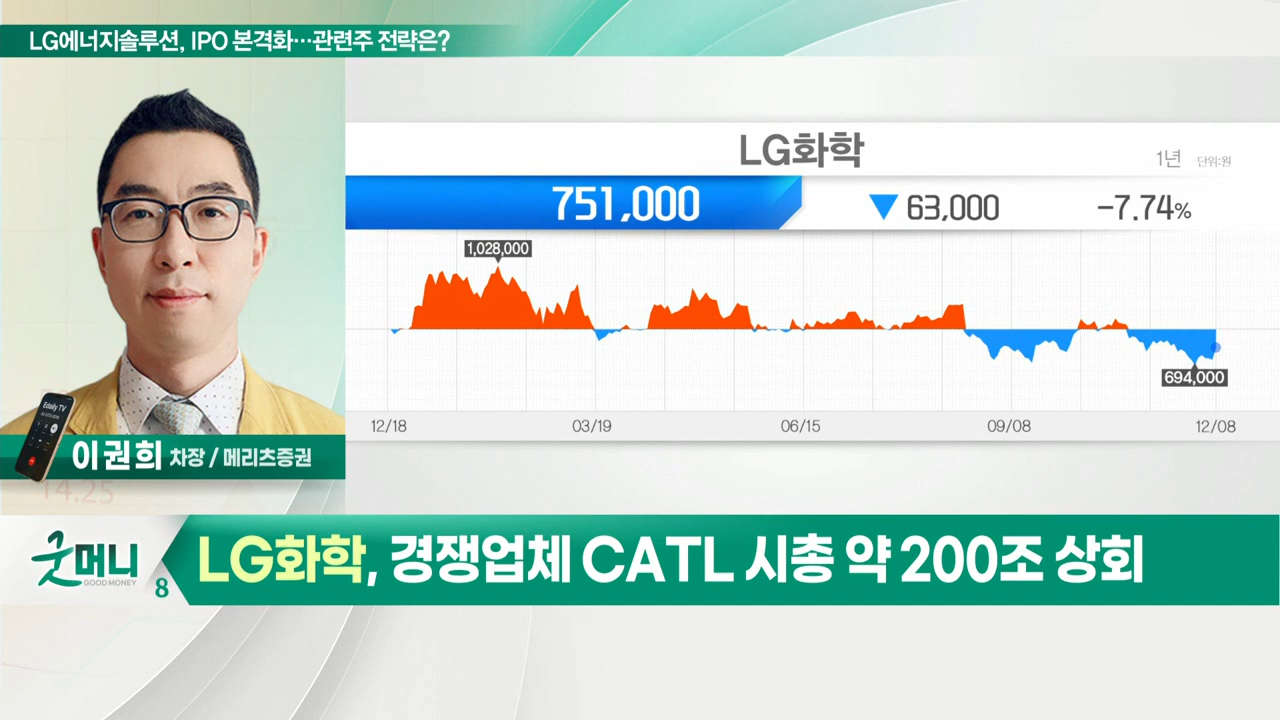 LG에너지솔루션, IPO 본격화…관련주 전략은?
LG화학
1년 단위:원
751,000 ▼ 63,000 -7.74%
1,028,000
694,000
12/18 03/19 06/15 09/08 12/08
Edaily TV
이권희 차장 / 메리츠증권
14.25
굿머니
GOOD MONEY
8
LG화학, 경쟁업체 CATL 시총 약 200조 상회